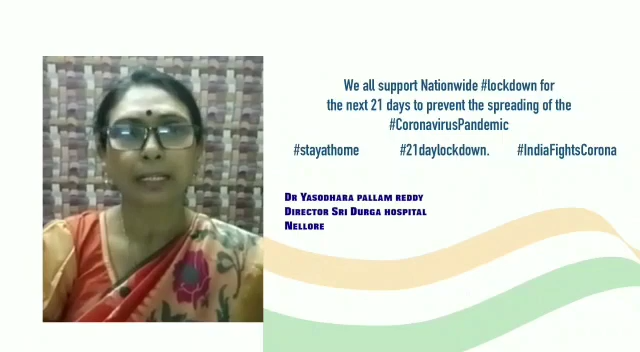 We all support Nationwide #lockdown for
the next 21 days to prevent the spreading of the
#CoronavirusPandemic
#stayathome #21daylockdown. #IndiaFightsCorona
Dr Yasodhara pallam reddy
Director Sri Durga hospital
Nellore